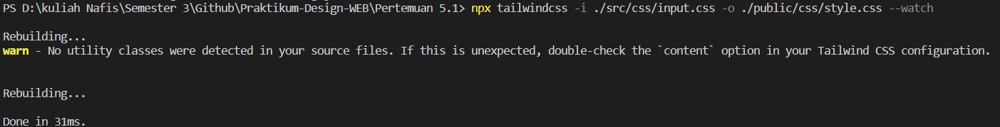 PS D:\kuliah Nafis\Semester 3\Github\Praktikum-Design-WEB\Pertemuan 5.1> npx tailwindcss -i ./src/css/input.css -o ./public/css/style.css --watch
Rebuilding...
warn - No utility classes were detected in your source files. If this is unexpected, double-check the `content` option in your Tailwind CSS configuration.
Rebuilding...
Done in 31ms.